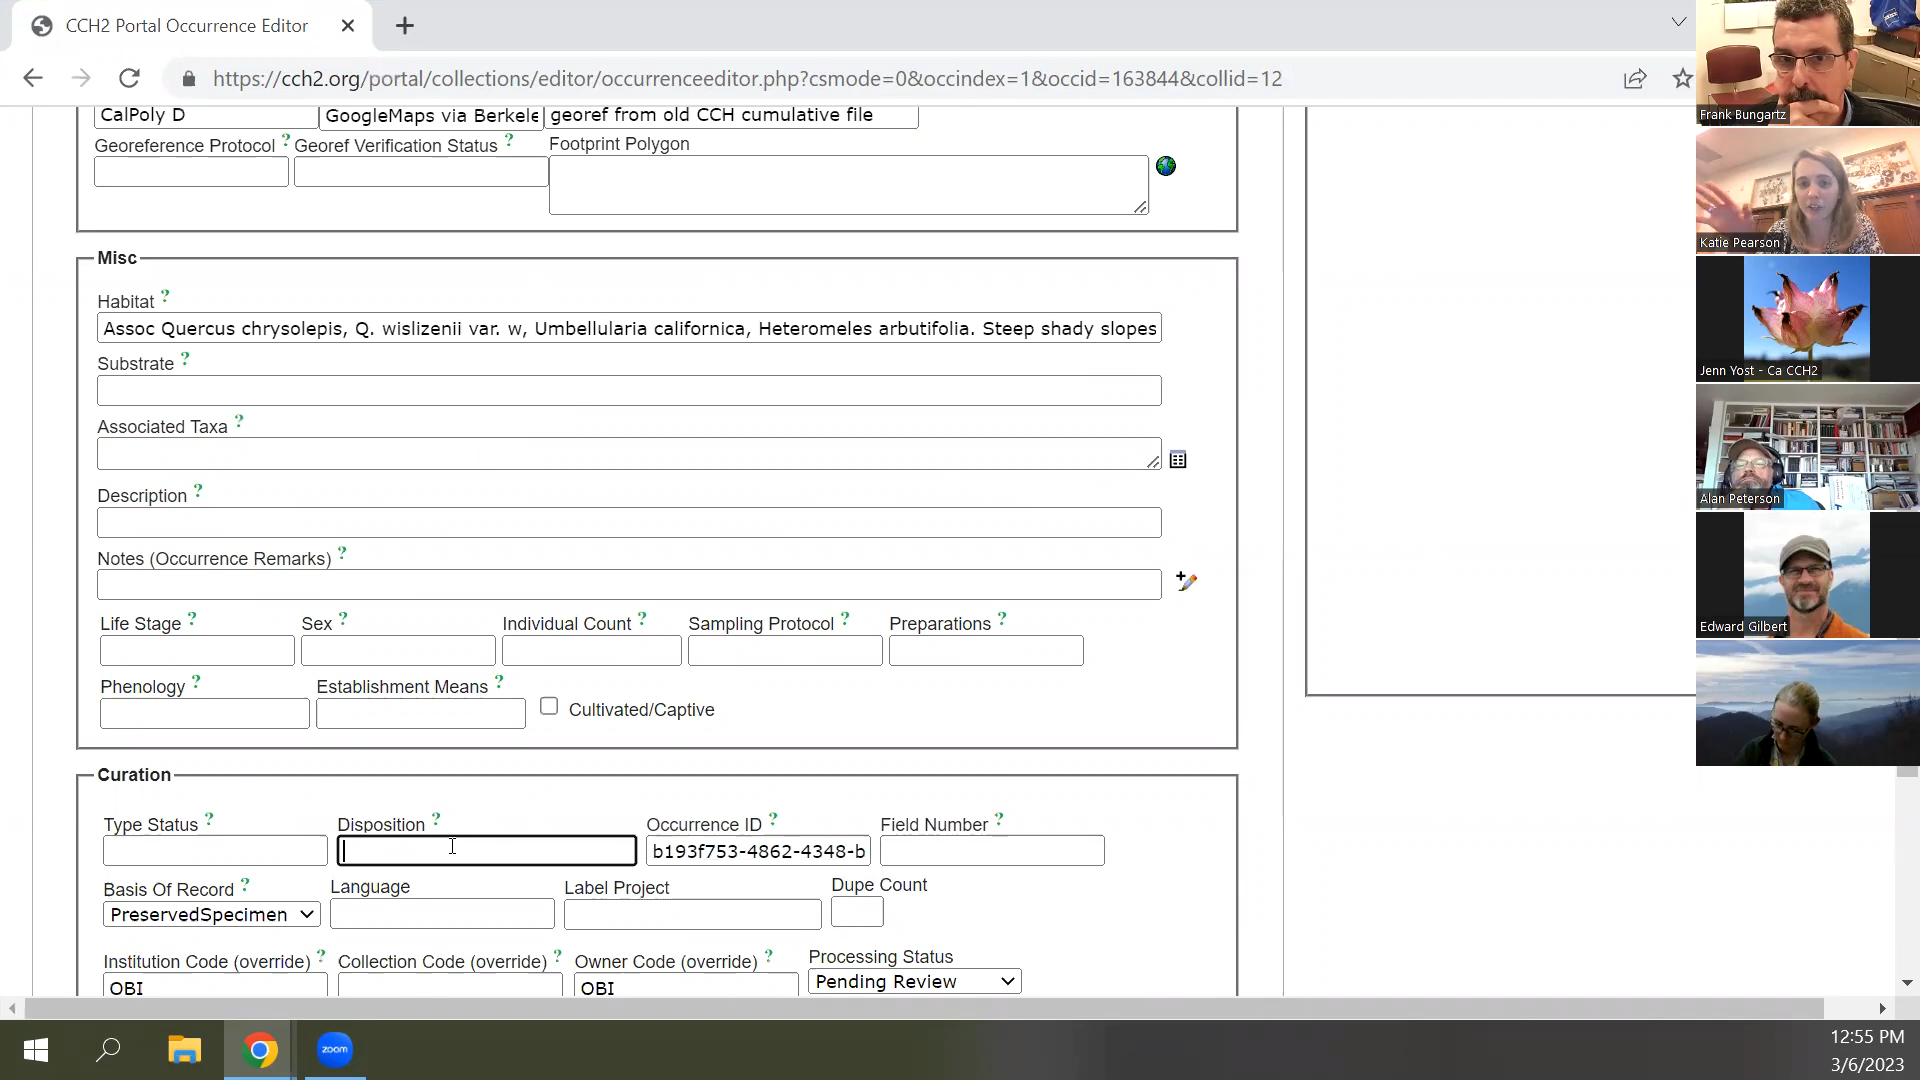 CCH2 Portal Occurrence Editor
https://cch2.org/portal/collections/editor/occurrenceeditor.php?csmode=0&occindex=1&occid=163844&collid=12
CalPoly D
GoogleMaps via Berkele
georef from old CCH cumulative file
Georeference Protocol ?
Georef Verification Status ?
Footprint Polygon
Misc
Habitat ?
Assoc Quercus chrysolepis, Q. wislizenii var. w, Umbellularia californica, Heteromeles arbutifolia. Steep shady slopes
Substrate ?
Associated Taxa ?
Description ?
Notes (Occurrence Remarks) ?
Life Stage ?
Sex ?
Individual Count ?
Sampling Protocol ?
Preparations ?
Phenology ?
Establishment Means ?
Cultivated/Captive
Curation
Type Status ?
Disposition ?
Occurrence ID ?
Field Number ?
b193f753-4862-4348-b
Basis Of Record ?
Language
Label Project
Dupe Count
PreservedSpecimen
Institution Code (override) ?
Collection Code (override) ?
Owner Code (override) ?
Processing Status
OBI
OBI
Pending Review
Frank Bungartz
Katie Pearson
Jenn Yost - Ca CCH2
Alan Peterson
Edward Gilbert
zoom
12:55 PM
3/6/2023